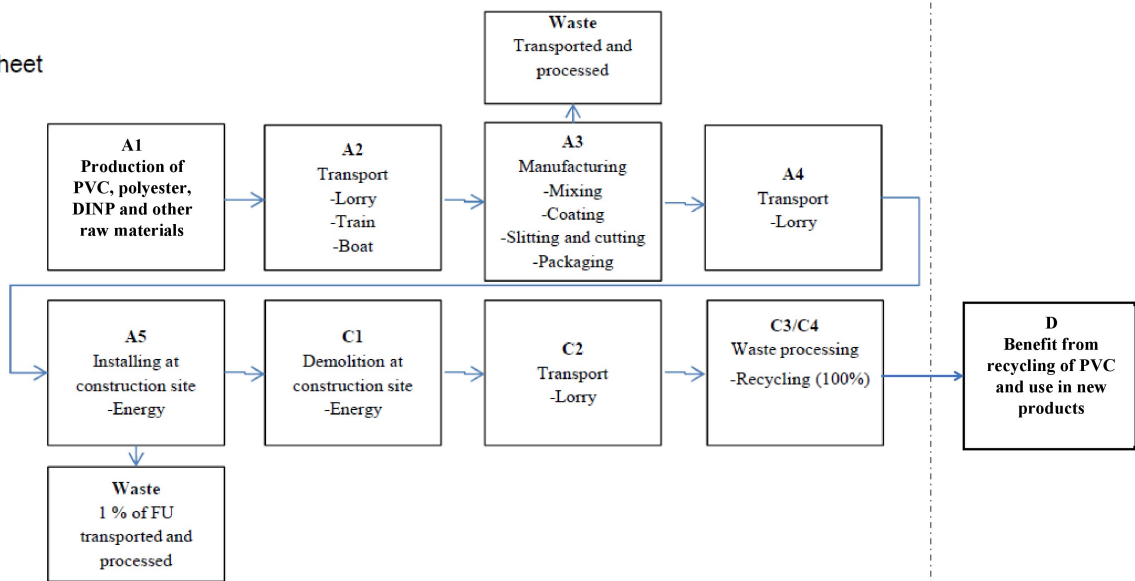 heet
Waste
Transported and
processed
A1
Production of
PVC, polyester,
DINP and other
raw materials
A2
Transport
-Lorry
-Train
-Boat
A3
Manufacturing
-Mixing
-Coating
-Slitting and cutting
-Packaging
A4
Transport
-Lorry
A5
Installing at
construction site
-Energy
C1
Demolition at
construction site
-Energy
C2
Transport
-Lorry
C3/C4
Waste processing
-Recycling (100%)
D
Benefit from
recycling of PVC
and use in new
products
Waste
1 % of FU
transported and
processed